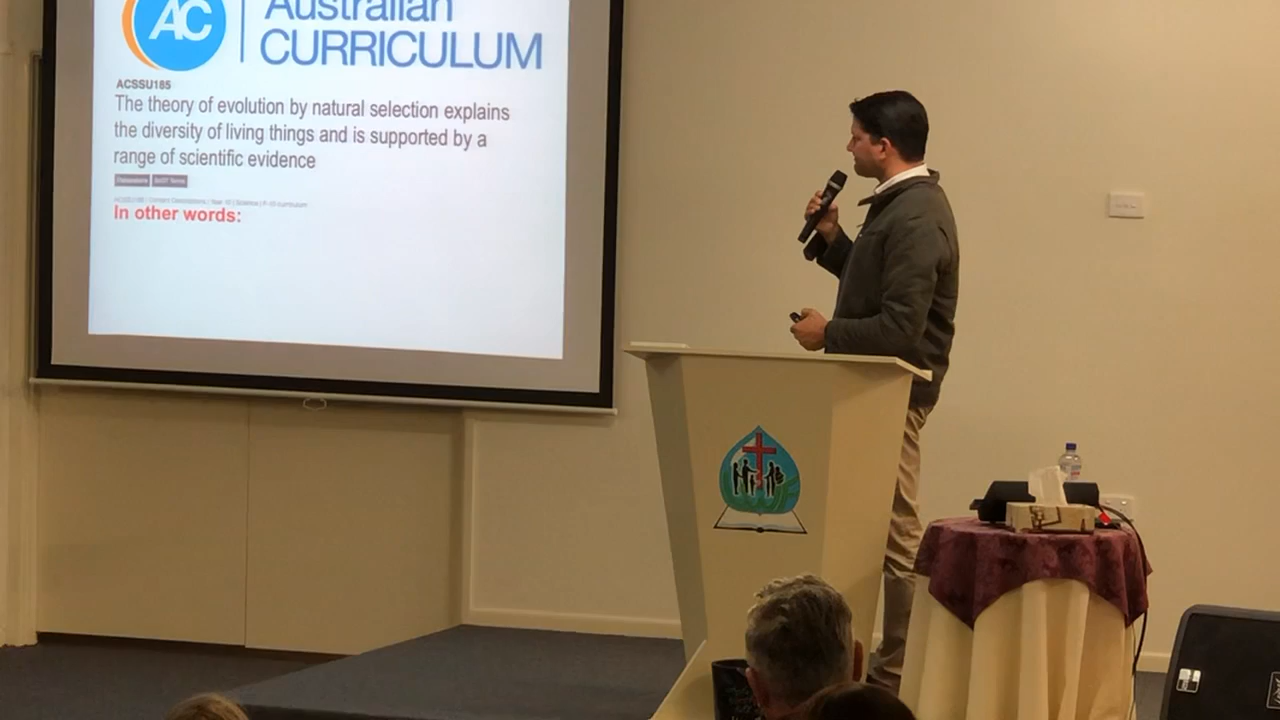 AC
Australian
CURRICULUM
ACSSU185
The theory of evolution by natural selection explains
the diversity of living things and is supported by a
range of scientific evidence
In other words: